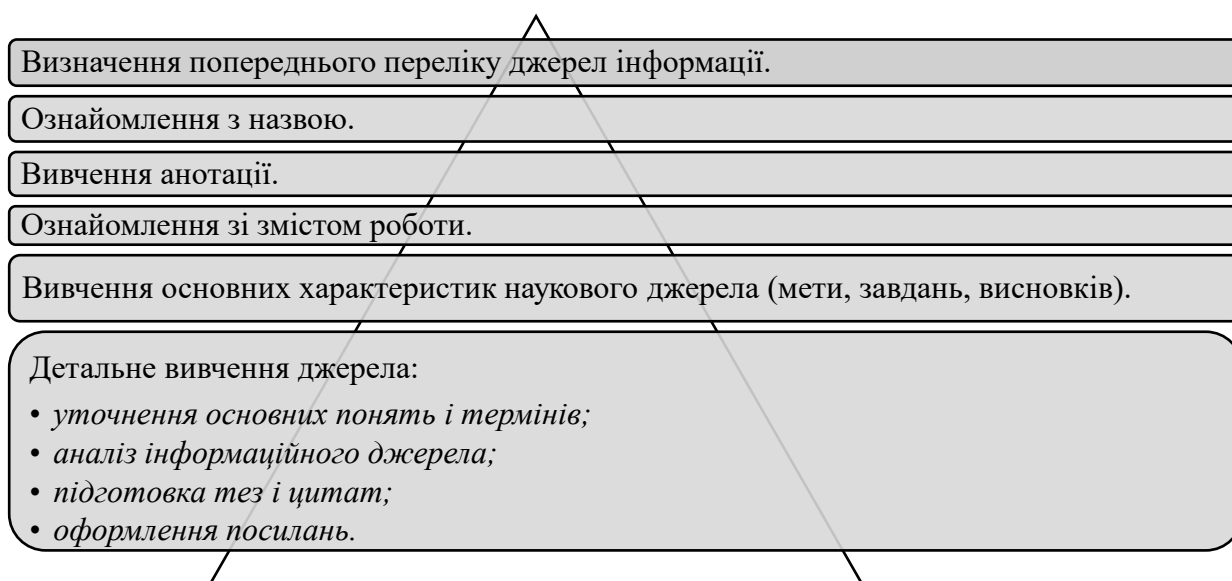 Визначення попереднього переліку джерел інформації.
Ознайомлення з назвою.
Вивчення анотації.
Ознайомлення зі змістом роботи.
Вивчення основних характеристик наукового джерела (мети, завдань, висновків).
Детальне вивчення джерела:
• уточнення основних понять і термінів;
• аналіз інформаційного джерела;
• підготовка тез і цитат;
• оформлення посилань.